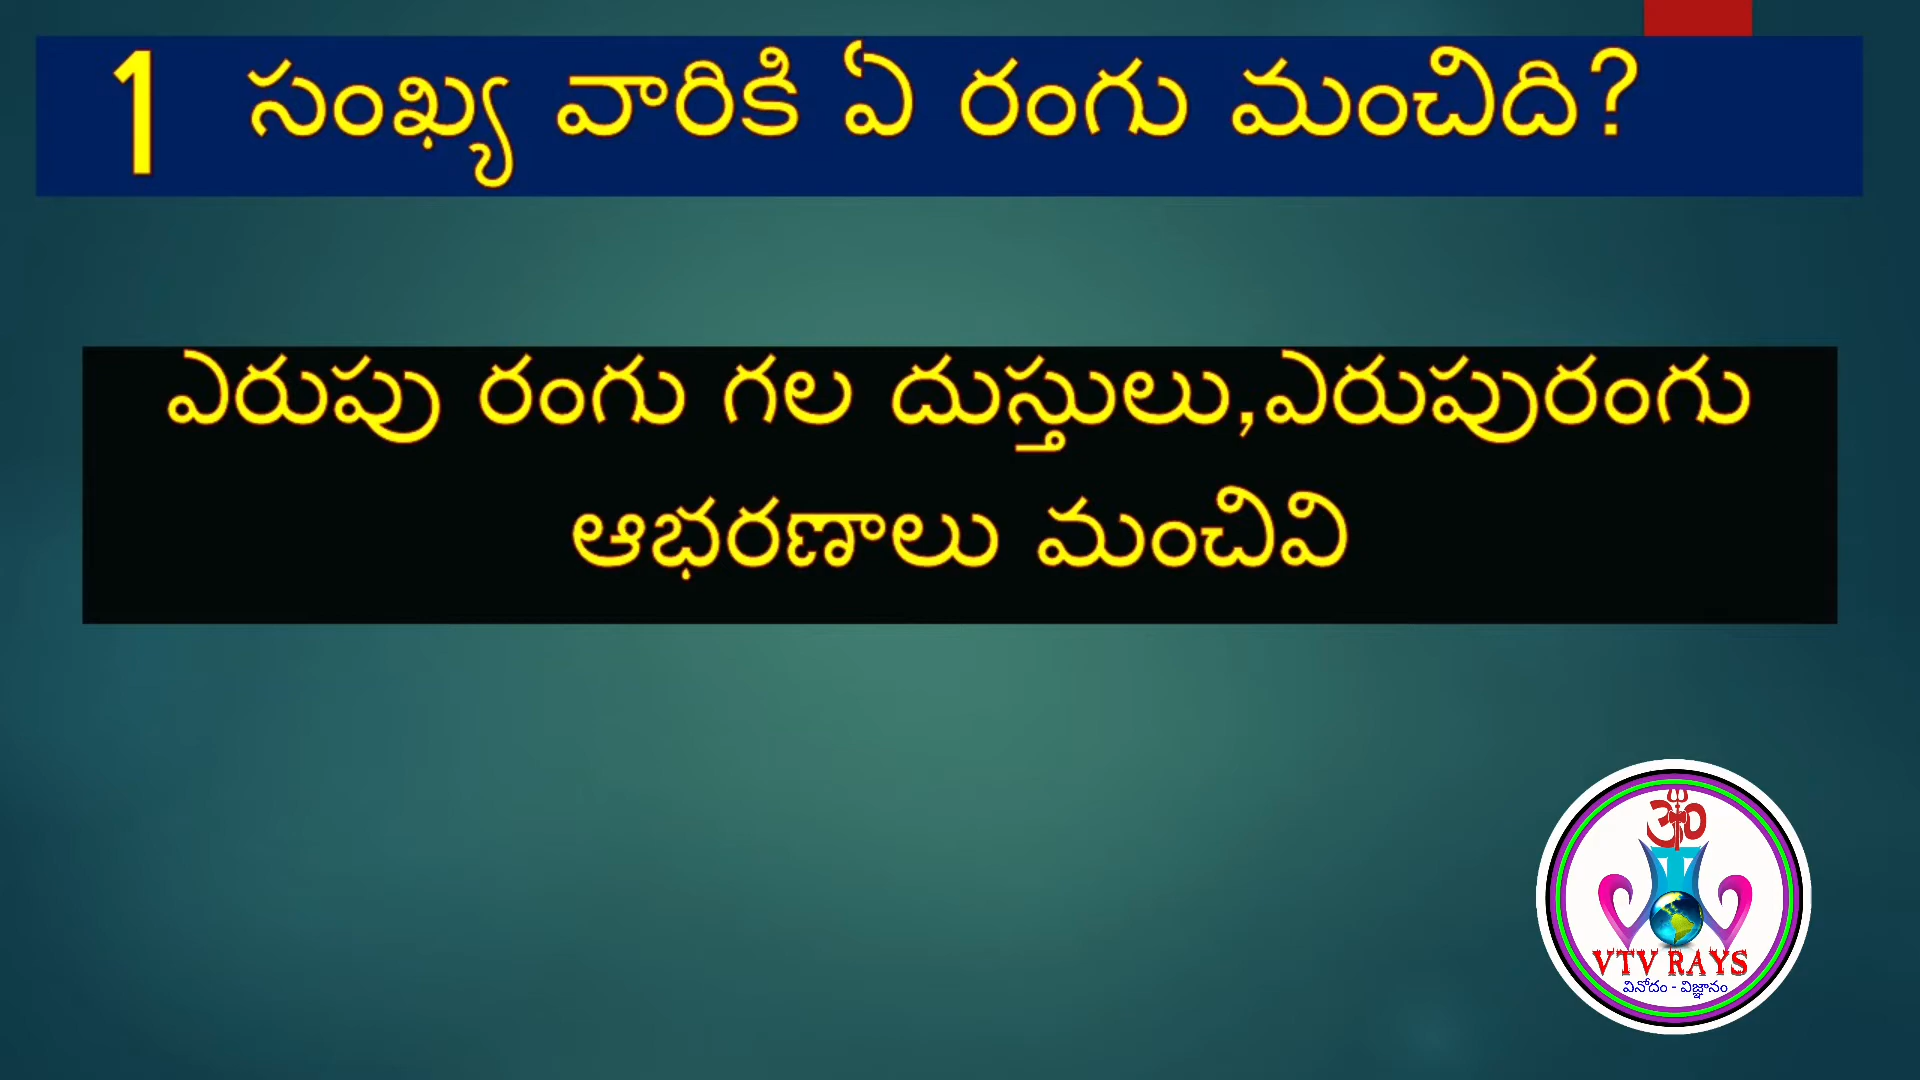 1 సంఖ్య వారికి ఏ రంగు మంచిది?
ఎరుపు రంగు గల దుస్తులు,ఎరుపురంగు
ఆభరణాలు మంచివి
ॐ
VTV RAYS
వినోదం - విజ్ఞానం